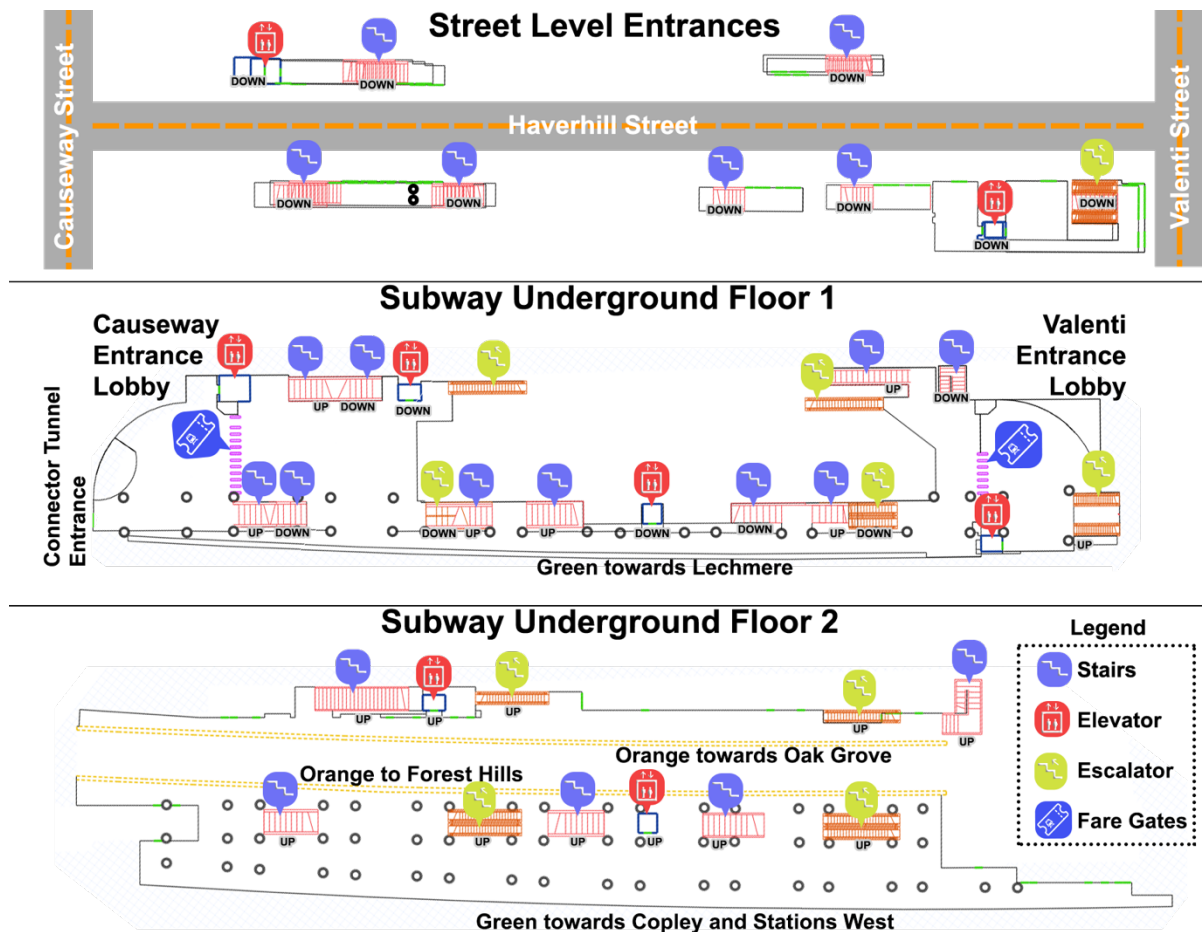 Street Level Entrances
Causeway Street
Haverhill Street
Valenti Street
DOWN
DOWN
DOWN
DOWN
DOWN
DOWN
DOWN
DOWN
DOWN
Subway Underground Floor 1
Causeway
Entrance
Lobby
Valenti
Entrance
Lobby
Connector Tunnel
Entrance
UP
DOWN
DOWN
UP
DOWN
UP
DOWN
DOWN
UP
UP
DOWN
DOWN
UP
DOWN
UP
Green towards Lechmere
Subway Underground Floor 2
UP
UP
UP
UP
UP
Orange towards Oak Grove
Orange to Forest Hills
UP
UP
UP
UP
UP
UP
Green towards Copley and Stations West
Legend
Stairs
Elevator
Escalator
Fare Gates